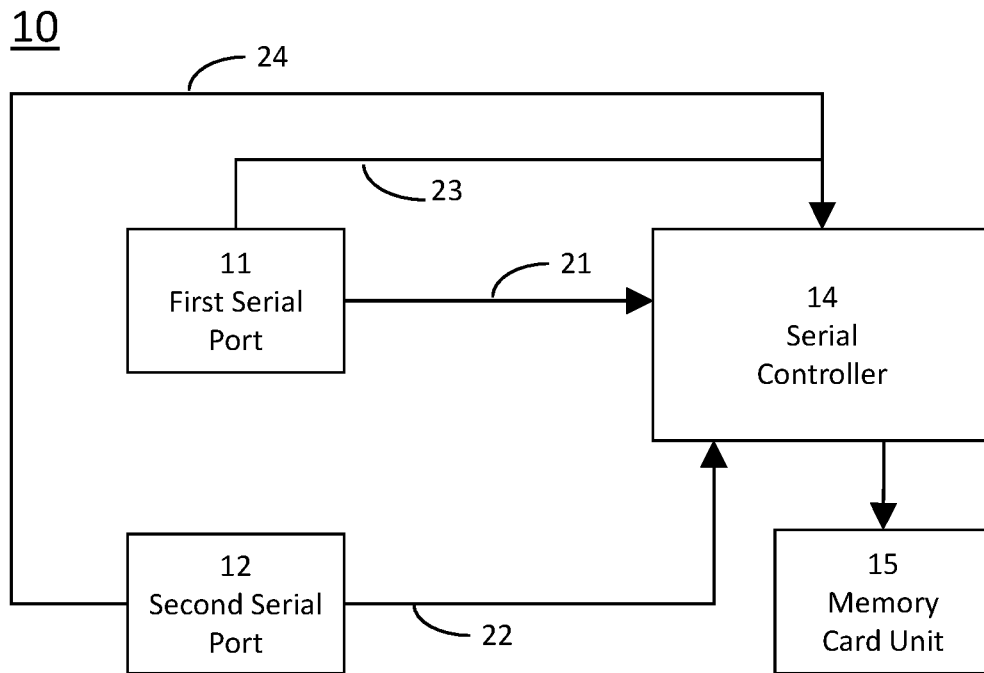 10
24
23
11
First Serial
Port
21
14
Serial
Controller
12
Second Serial
Port
22
15
Memory
Card Unit